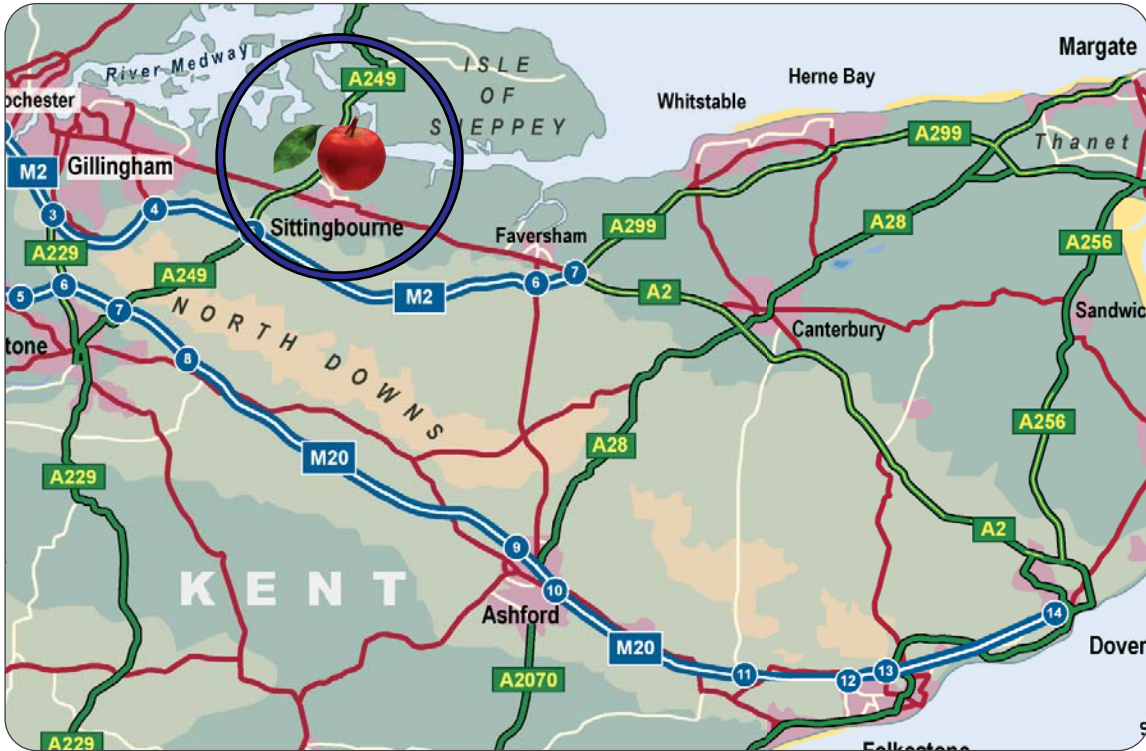 Margate
River Medway
A249
ISLE
OF
SHEPPEY
Herne Bay
Whitstable
ochester
A299
Thanet
M2
Gillingham
3
4
5
Sittingbourne
A299
A28
A229
A249
Faversham
6
7
A256
M2
A2
5
6
7
Canterbury
Sandwic
tone
8
NORTH DOWNS
A28
A256
M20
A229
A2
9
KENT
10
Ashford
14
M20
Dover
11
12
13
A2070
A229
Folkestone